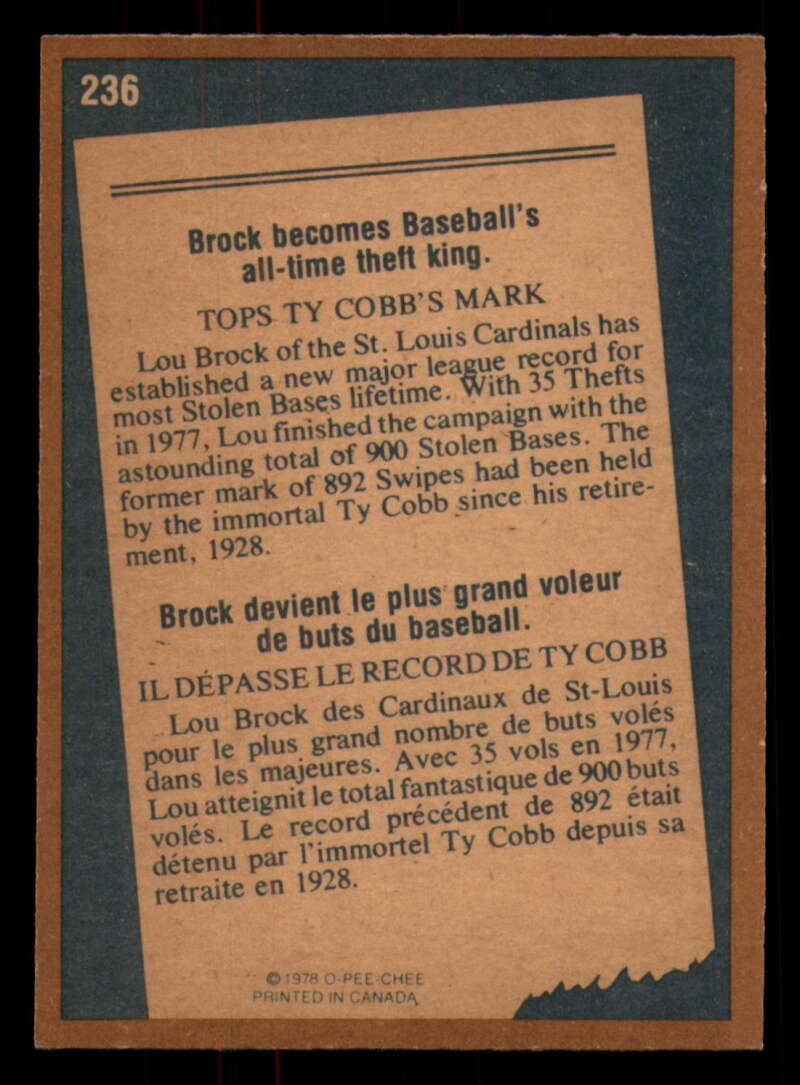 236
Brock becomes Baseball's
all-time theft king.
TOPS TY COBB'S MARK
Lou Brock of the St. Louis Cardinals has
established a new major league record for
most Stolen Bases lifetime. With 35 Thefts
in 1977, Lou finished the campaign with the
astounding total of 900 Stolen Bases. The
former mark of 892 Swipes had been held
by the immortal Ty Cobb since his retire-
ment, 1928.
Brock devient le plus grand voleur
de buts du baseball.
IL DÉPASSE LE RECORD DE TY COBB
Lou Brock des Cardinaux de St-Louis
pour le plus grand nombre de buts volés
dans les majeures. Avec 35 vols en 1977,
Lou atteignit le total fantastique de 900 buts
volés. Le record précédent de 892 était
détenu par l'immortel Ty Cobb depuis sa
retraite en 1928.
© 1978 O-PEE-CHEE
PRINTED IN CANADA